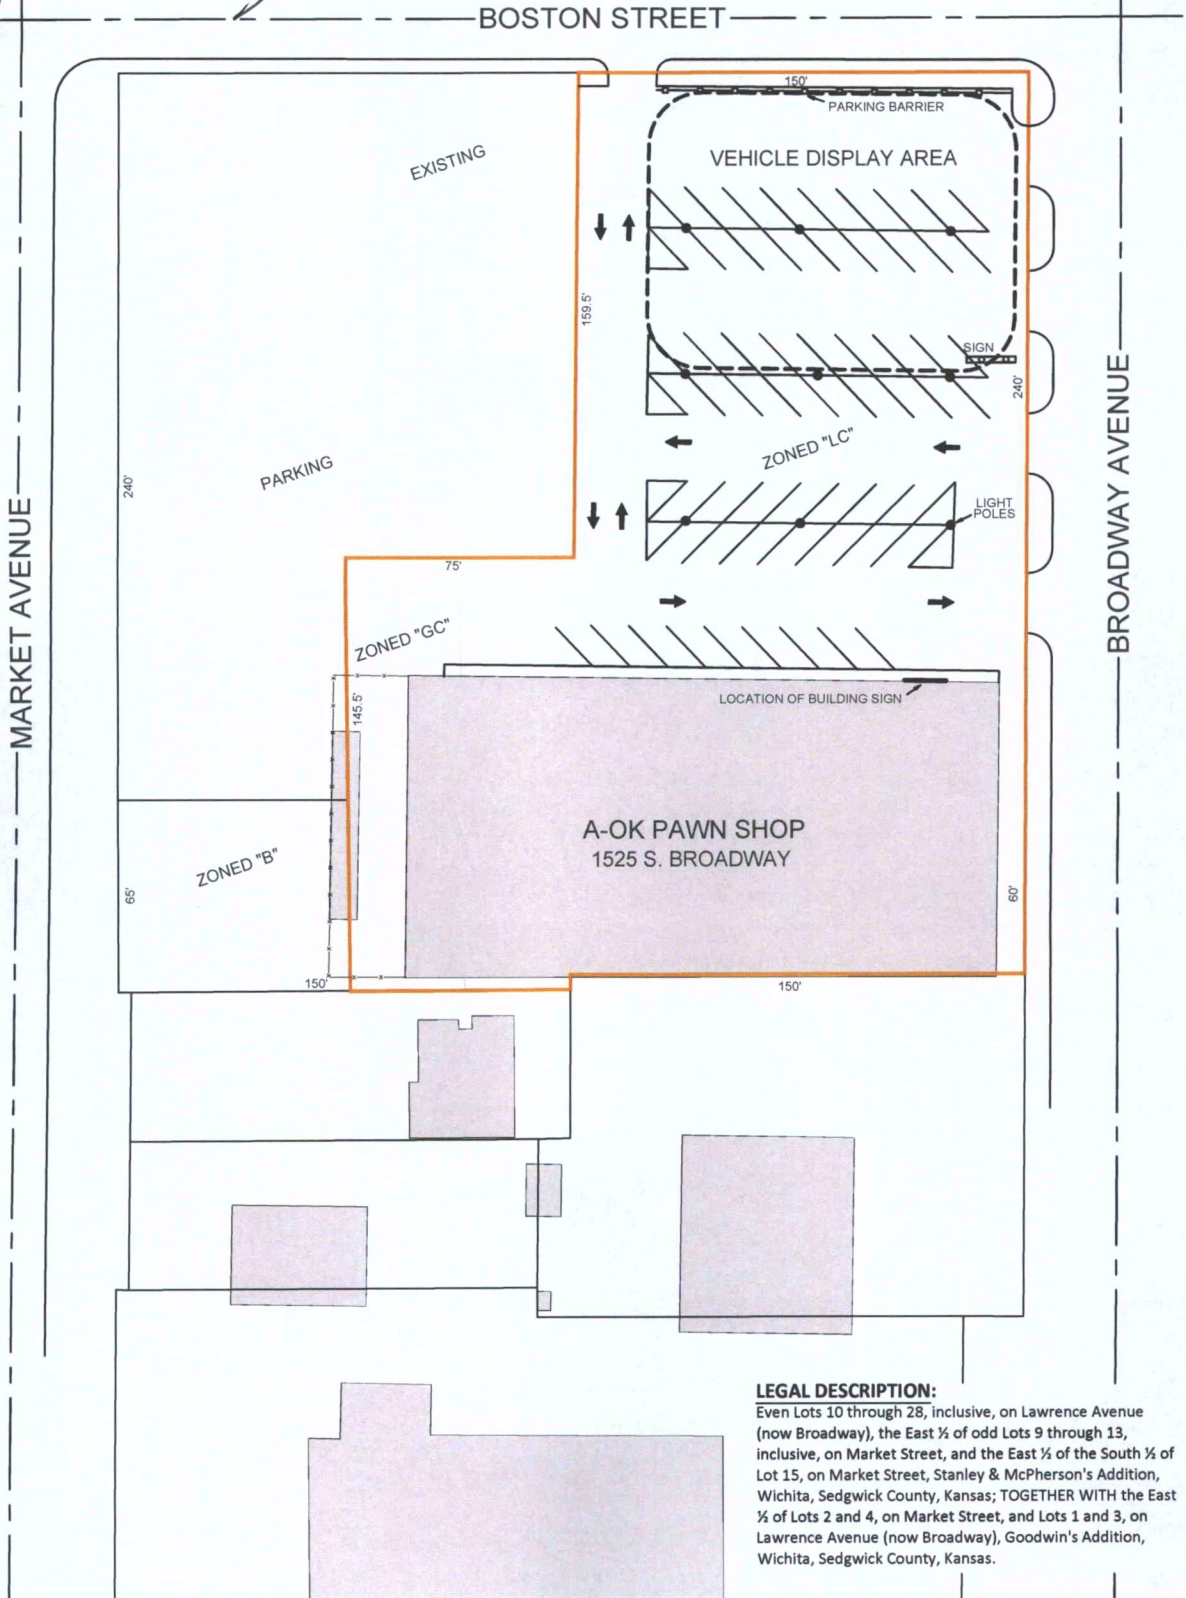 BOSTON STREET
150'
PARKING BARRIER
VEHICLE DISPLAY AREA
EXISTING
159.5'
SIGN
240'
ZONED "LC"
PARKING
240'
LIGHT
POLES
MARKET AVENUE
BROADWAY AVENUE
75'
ZONED "GC"
145.5'
LOCATION OF BUILDING SIGN
A-OK PAWN SHOP
1525 S. BROADWAY
ZONED "B"
65'
60'
150'
150'
LEGAL DESCRIPTION:
Even Lots 10 through 28, inclusive, on Lawrence Avenue
(now Broadway), the East ½ of odd Lots 9 through 13,
inclusive, on Market Street, and the East ½ of the South ½ of
Lot 15, on Market Street, Stanley & McPherson's Addition,
Wichita, Sedgwick County, Kansas; TOGETHER WITH the East
½ of Lots 2 and 4, on Market Street, and Lots 1 and 3, on
Lawrence Avenue (now Broadway), Goodwin's Addition,
Wichita, Sedgwick County, Kansas.